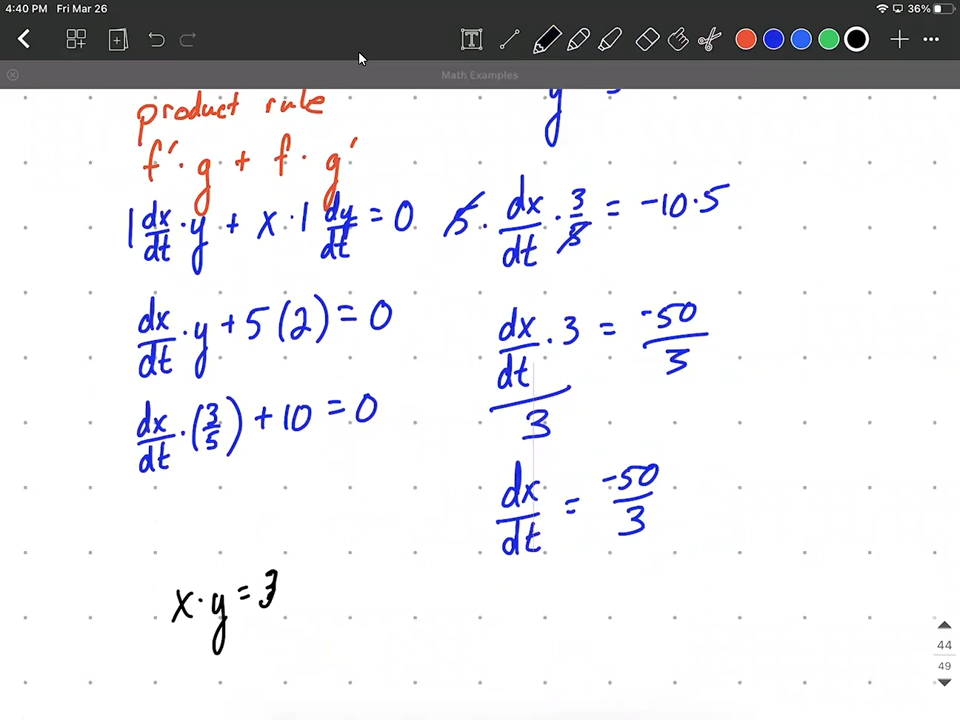 4:40 PM Fri Mar 26 36%
Math Examples
product rule
f'·g + f·g'
1 dx/dt · y + x · 1 dy/dt = 0
dx/dt · y + 5(2) = 0
dx/dt · (3/5) + 10 = 0
x·y = 3
y
5 · dx/dt · 3/5 = -10·5
dx/dt · 3 / 3 = -50/3
dx/dt = -50/3
44
49